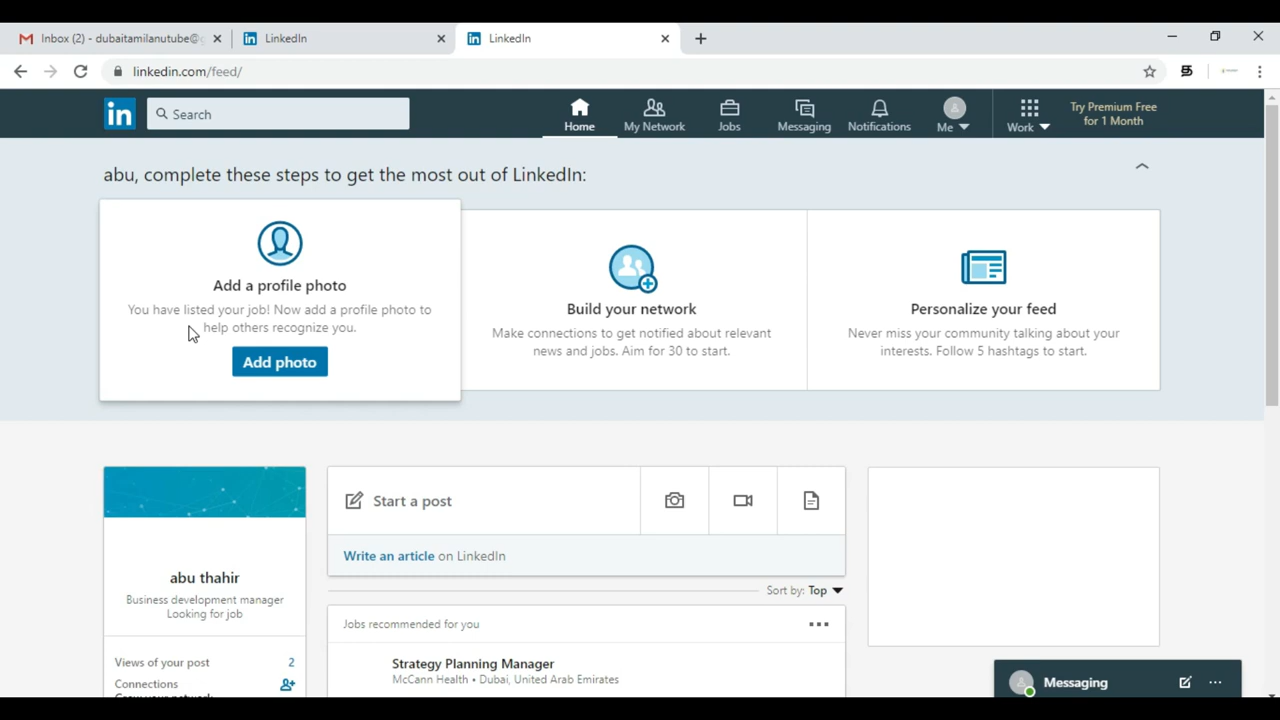 Inbox (2) - dubaitamilanutube@
LinkedIn
LinkedIn
linkedin.com/feed/
in
Search
Home
My Network
Jobs
Messaging
Notifications
Me
Work
Try Premium Free
for 1 Month
abu, complete these steps to get the most out of LinkedIn:
Add a profile photo
You have listed your job! Now add a profile photo to
help others recognize you.
Add photo
Build your network
Make connections to get notified about relevant
news and jobs. Aim for 30 to start.
Personalize your feed
Never miss your community talking about your
interests. Follow 5 hashtags to start.
abu thahir
Business development manager
Looking for job
Views of your post 2
Connections
Grow your network
Start a post
Write an article on LinkedIn
Sort by: Top
Jobs recommended for you
Strategy Planning Manager
McCann Health • Dubai, United Arab Emirates
Messaging